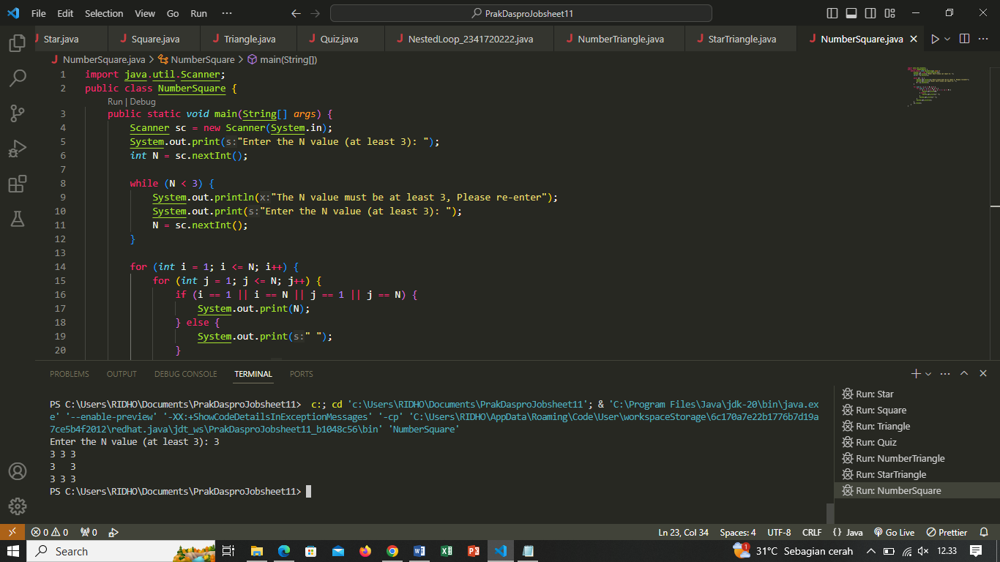 File Edit Selection View Go Run ··· PrakDasproJobsheet11
Star.java Square.java Triangle.java Quiz.java NestedLoop_2341720222.java NumberTriangle.java StarTriangle.java NumberSquare.java
NumberSquare.java > NumberSquare > main(String[])
1 import java.util.Scanner;
2 public class NumberSquare {
Run | Debug
3 public static void main(String[] args) {
4 Scanner sc = new Scanner(System.in);
5 System.out.print(s:"Enter the N value (at least 3): ");
6 int N = sc.nextInt();
7
8 while (N < 3) {
9 System.out.println(x:"The N value must be at least 3, Please re-enter");
10 System.out.print(s:"Enter the N value (at least 3): ");
11 N = sc.nextInt();
12 }
13
14 for (int i = 1; i <= N; i++) {
15 for (int j = 1; j <= N; j++) {
16 if (i == 1 || i == N || j == 1 || j == N) {
17 System.out.print(N);
18 } else {
19 System.out.print(s:" ");
20 }
PROBLEMS OUTPUT DEBUG CONSOLE TERMINAL PORTS
PS C:\Users\RIDHO\Documents\PrakDasproJobsheet11> c:; cd 'c:\Users\RIDHO\Documents\PrakDasproJobsheet11'; & 'C:\Program Files\Java\jdk-20\bin\java.ex
e' '--enable-preview' '-XX:+ShowCodeDetailsInExceptionMessages' '-cp' 'C:\Users\RIDHO\AppData\Roaming\Code\User\workspaceStorage\6c170a7e22b1776b7d19a
7ce5b4f2012\redhat.java\jdt_ws\PrakDasproJobsheet11_b1048c56\bin' 'NumberSquare'
Enter the N value (at least 3): 3
3 3 3
3   3
3 3 3
PS C:\Users\RIDHO\Documents\PrakDasproJobsheet11>
Run: Star
Run: Square
Run: Triangle
Run: Quiz
Run: NumberTriangle
Run: StarTriangle
Run: NumberSquare
0 0 0 Ln 23, Col 34 Spaces: 4 UTF-8 CRLF {} Java Go Live Prettier
Search 1 31°C Sebagian cerah 12.33